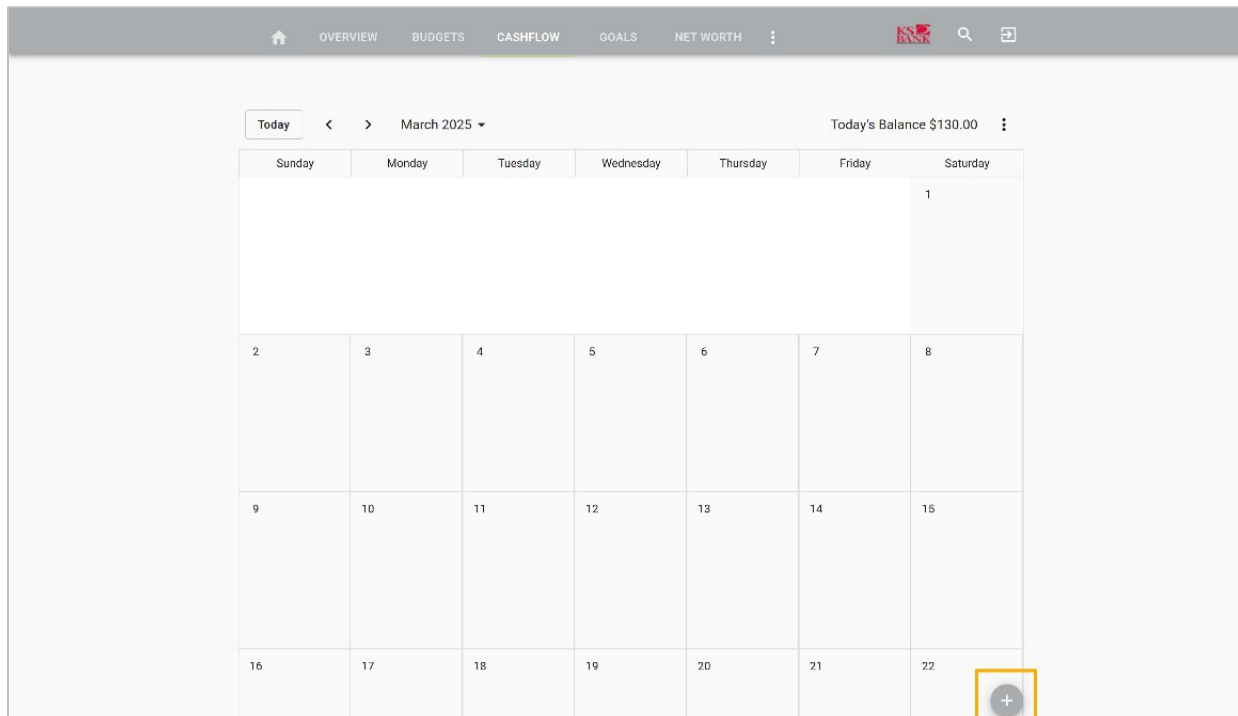 OVERVIEW BUDGETS CASHFLOW GOALS NET WORTH KS BANK
Today March 2025 Today's Balance $130.00
Sunday Monday Tuesday Wednesday Thursday Friday Saturday
1
2 3 4 5 6 7 8
9 10 11 12 13 14 15
16 17 18 19 20 21 22